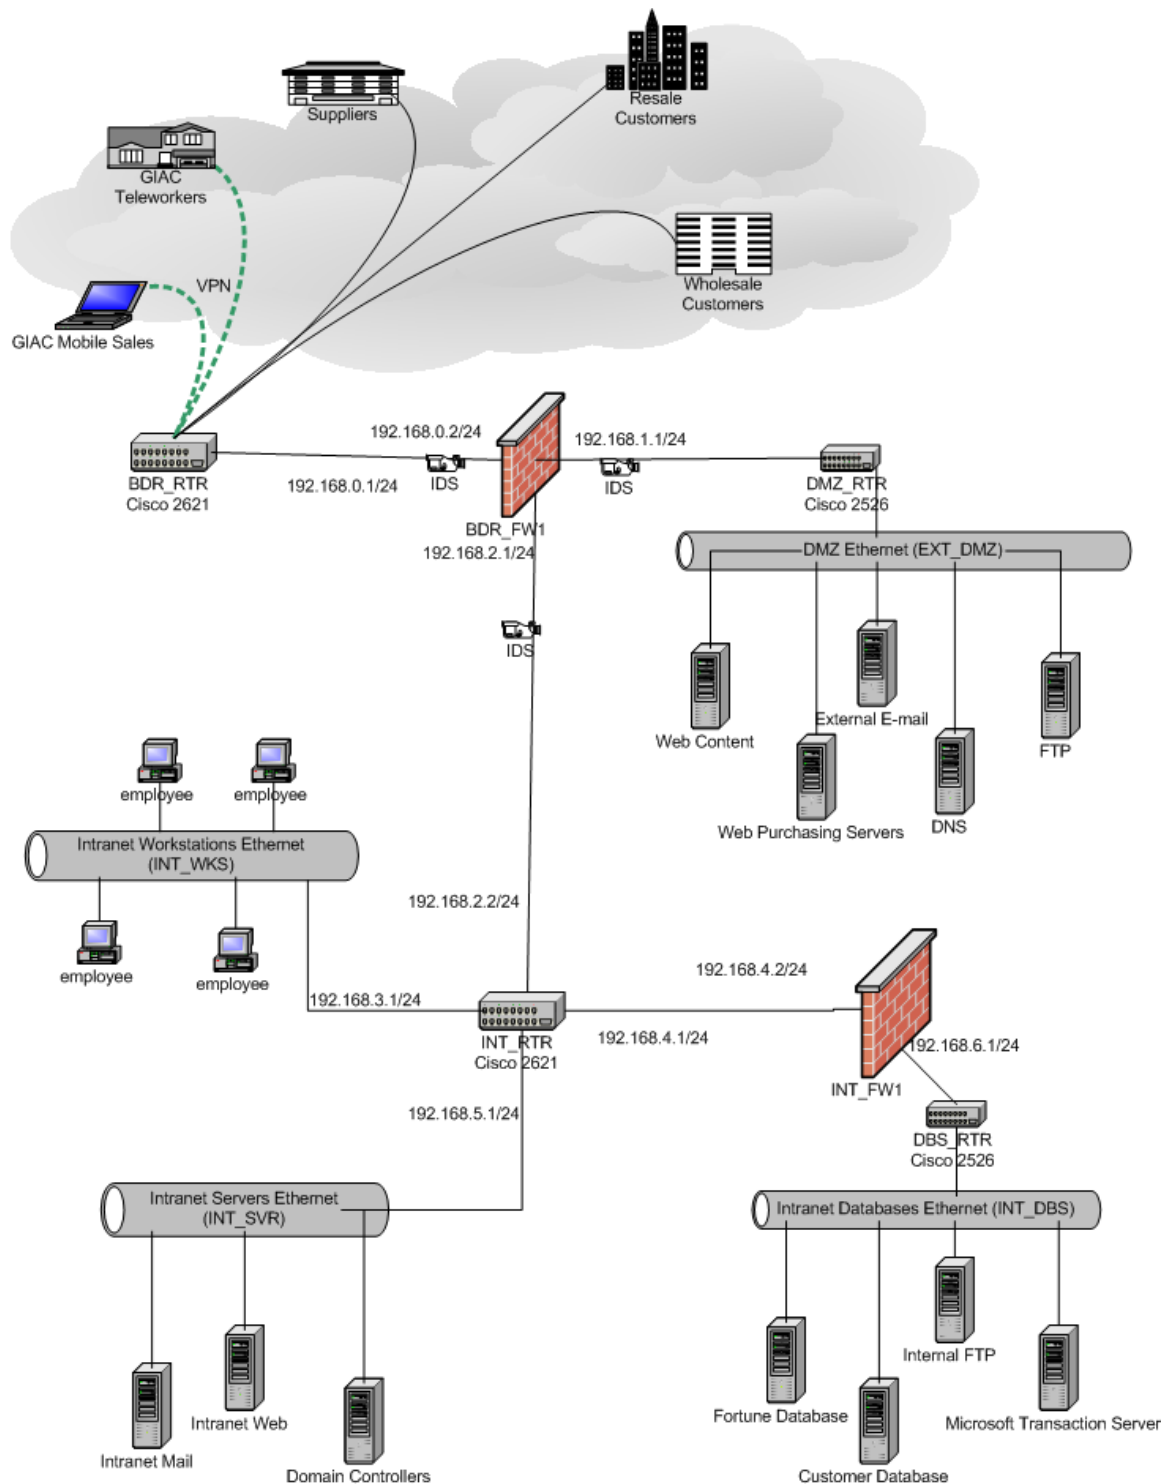 Suppliers
Resale
Customers
GIAC
Teleworkers
VPN
Wholesale
Customers
GIAC Mobile Sales
192.168.0.2/24
192.168.1.1/24
IDS
IDS
BDR_RTR
Cisco 2621
192.168.0.1/24
DMZ_RTR
Cisco 2526
BDR_FW1
192.168.2.1/24
DMZ Ethernet (EXT_DMZ)
IDS
External E-mail
Web Content
FTP
Web Purchasing Servers
DNS
employee
employee
Intranet Workstations Ethernet
(INT_WKS)
192.168.2.2/24
employee
employee
192.168.4.2/24
192.168.3.1/24
INT_RTR
Cisco 2621
192.168.4.1/24
192.168.6.1/24
INT_FW1
192.168.5.1/24
DBS_RTR
Cisco 2526
Intranet Servers Ethernet
(INT_SVR)
Intranet Databases Ethernet (INT_DBS)
Internal FTP
Fortune Database
Microsoft Transaction Server
Intranet Web
Intranet Mail
Domain Controllers
Customer Database